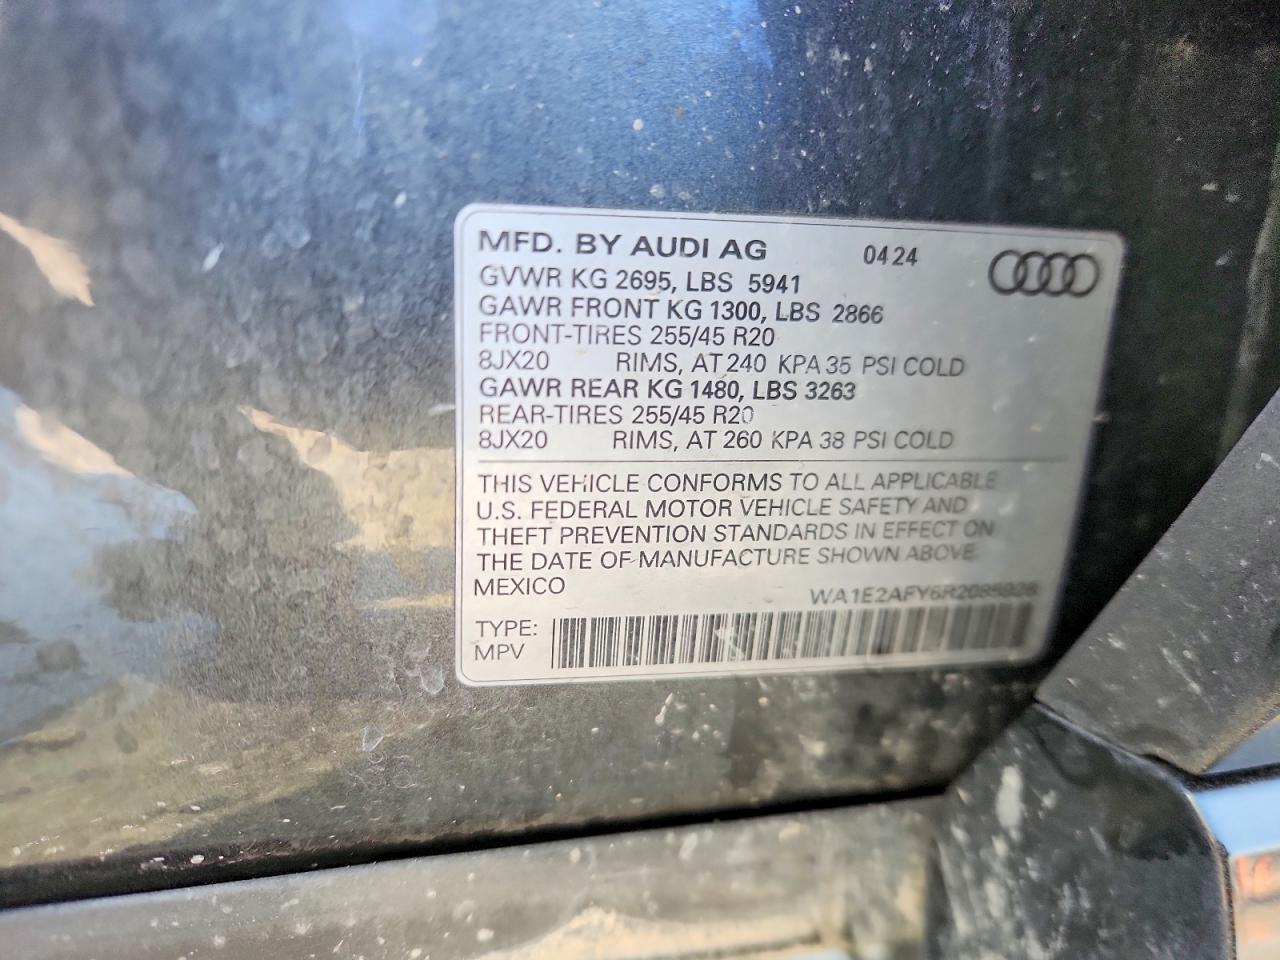 MFD. BY AUDI AG 04 24
GVWR KG 2695, LBS 5941
GAWR FRONT KG 1300, LBS 2866
FRONT-TIRES 255/45 R20
8JX20 RIMS, AT 240 KPA 35 PSI COLD
GAWR REAR KG 1480, LBS 3263
REAR-TIRES 255/45 R20
8JX20 RIMS, AT 260 KPA 38 PSI COLD
THIS VEHICLE CONFORMS TO ALL APPLICABLE
U.S. FEDERAL MOTOR VEHICLE SAFETY AND
THEFT PREVENTION STANDARDS IN EFFECT ON
THE DATE OF MANUFACTURE SHOWN ABOVE
MEXICO
TYPE:
MPV